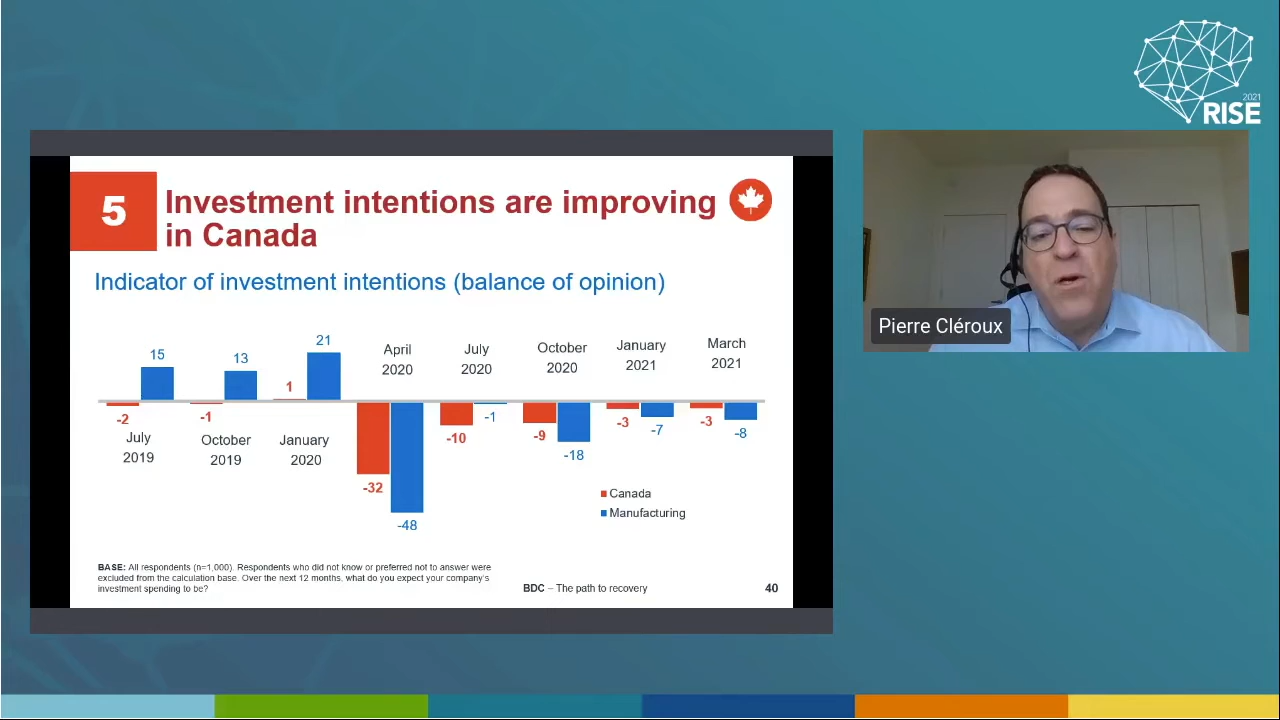 2021
RISE
5
Investment intentions are improving
in Canada
Indicator of investment intentions (balance of opinion)
15
13
21
1
-2
-1
July
2019
October
2019
January
2020
April
2020
July
2020
October
2020
January
2021
March
2021
-32
-48
-10
-1
-9
-18
-3
-7
-3
-8
Canada
Manufacturing
BASE: All respondents (n=1,000). Respondents who did not know or preferred not to answer were
excluded from the calculation base. Over the next 12 months, what do you expect your company's
investment spending to be?
BDC – The path to recovery
40
Pierre Cléroux